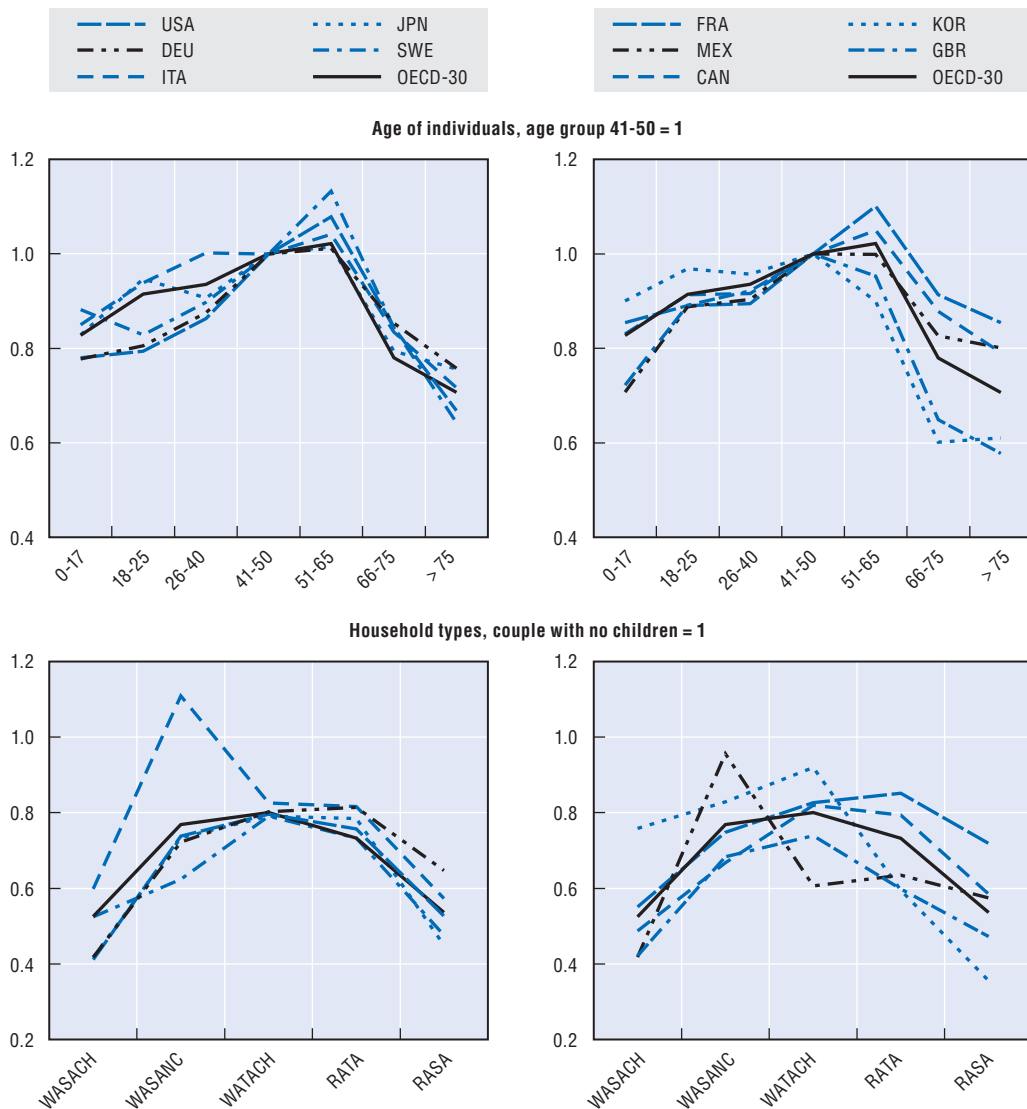 USA JPN FRA KOR
DEU SWE MEX GBR
ITA OECD-30 CAN OECD-30
Age of individuals, age group 41-50 = 1
1.2 1.2
1.0 1.0
0.8 0.8
0.6 0.6
0.4 0.4
0-17 18-25 26-40 41-50 51-65 66-75 > 75 0-17 18-25 26-40 41-50 51-65 66-75 > 75
Household types, couple with no children = 1
1.2 1.2
1.0 1.0
0.8 0.8
0.6 0.6
0.4 0.4
0.2 0.2
WASACH WASANC WATACH RATA RASA WASACH WASANC WATACH RATA RASA